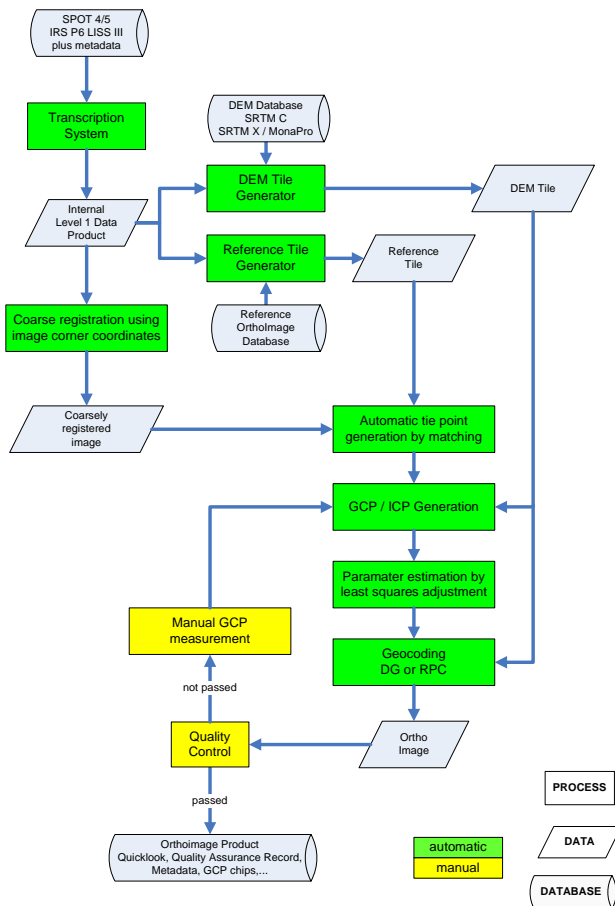 SPOT 4/5
IRS P6 LISS III
plus metadata
Transcription
System
DEM Database
SRTM C
SRTM X / MonaPro
DEM Tile
Generator
DEM Tile
Internal
Level 1 Data
Product
Reference Tile
Generator
Reference
Tile
Coarse registration using
image corner coordinates
Reference
OrthoImage
Database
Coarsely
registered
image
Automatic tie point
generation by matching
GCP / ICP Generation
Paramater estimation by
least squares adjustment
Manual GCP
measurement
Geocoding
DG or RPC
not passed
Quality
Control
Ortho
Image
passed
Orthoimage Product
Quicklook, Quality Assurance Record,
Metadata, GCP chips,...
automatic
manual
PROCESS
DATA
DATABASE